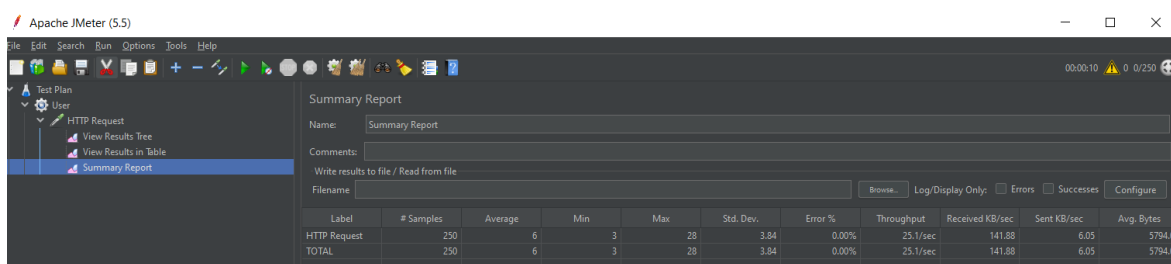 Apache JMeter (5.5)
File Edit Search Run Options Tools Help
00:00:10 0 0/250
Test Plan
User
HTTP Request
View Results Tree
View Results in Table
Summary Report
Summary Report
Name: Summary Report
Comments:
Write results to file / Read from file
Filename Browse... Log/Display Only: Errors Successes Configure
Label # Samples Average Min Max Std. Dev. Error % Throughput Received KB/sec Sent KB/sec Avg. Bytes
HTTP Request 250 6 3 28 3.84 0.00% 25.1/sec 141.88 6.05 5794.
TOTAL 250 6 3 28 3.84 0.00% 25.1/sec 141.88 6.05 5794.